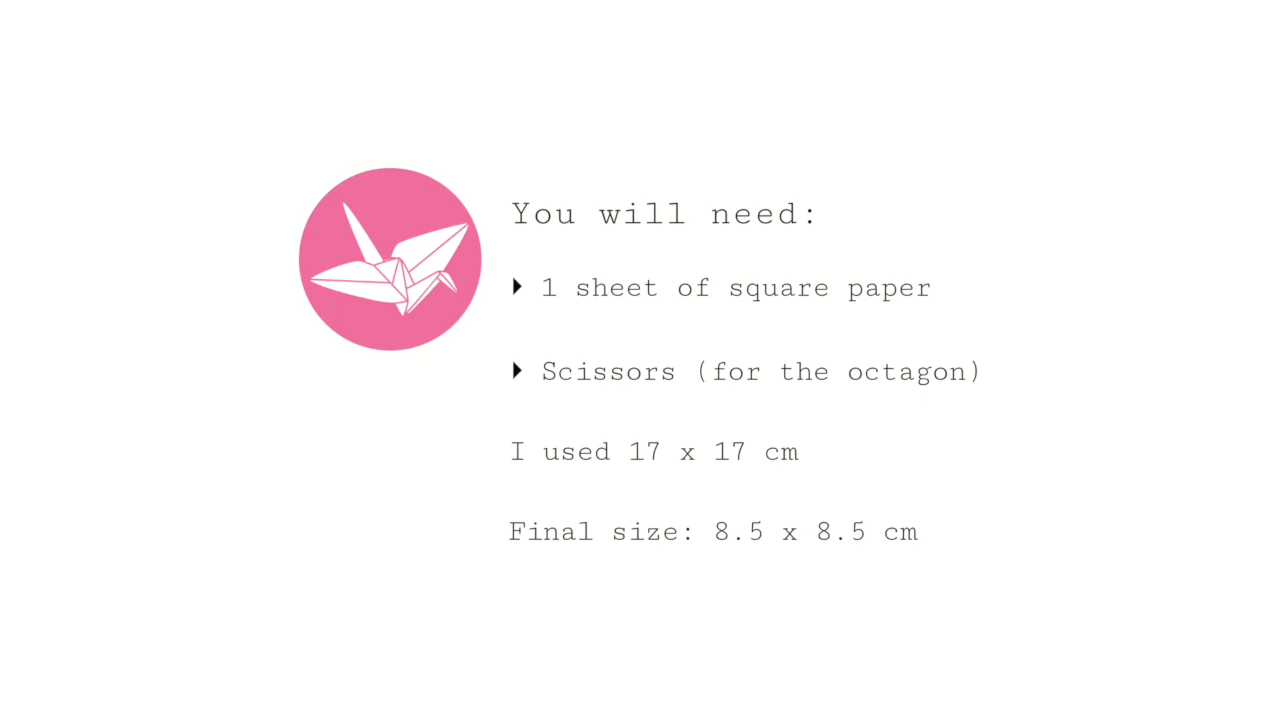 You will need:
1 sheet of square paper
Scissors (for the octagon)
I used 17 x 17 cm
Final size: 8.5 x 8.5 cm